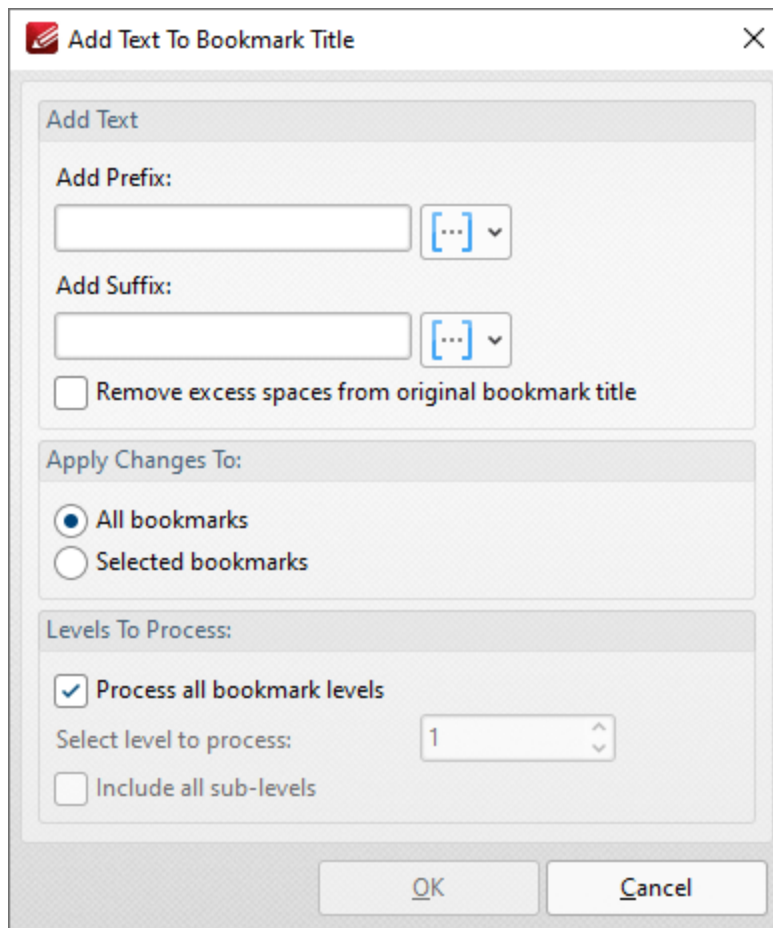 Add Text To Bookmark Title
Add Text
Add Prefix:
[...]
Add Suffix:
[...]
Remove excess spaces from original bookmark title
Apply Changes To:
All bookmarks
Selected bookmarks
Levels To Process:
Process all bookmark levels
Select level to process: 1
Include all sub-levels
OK Cancel